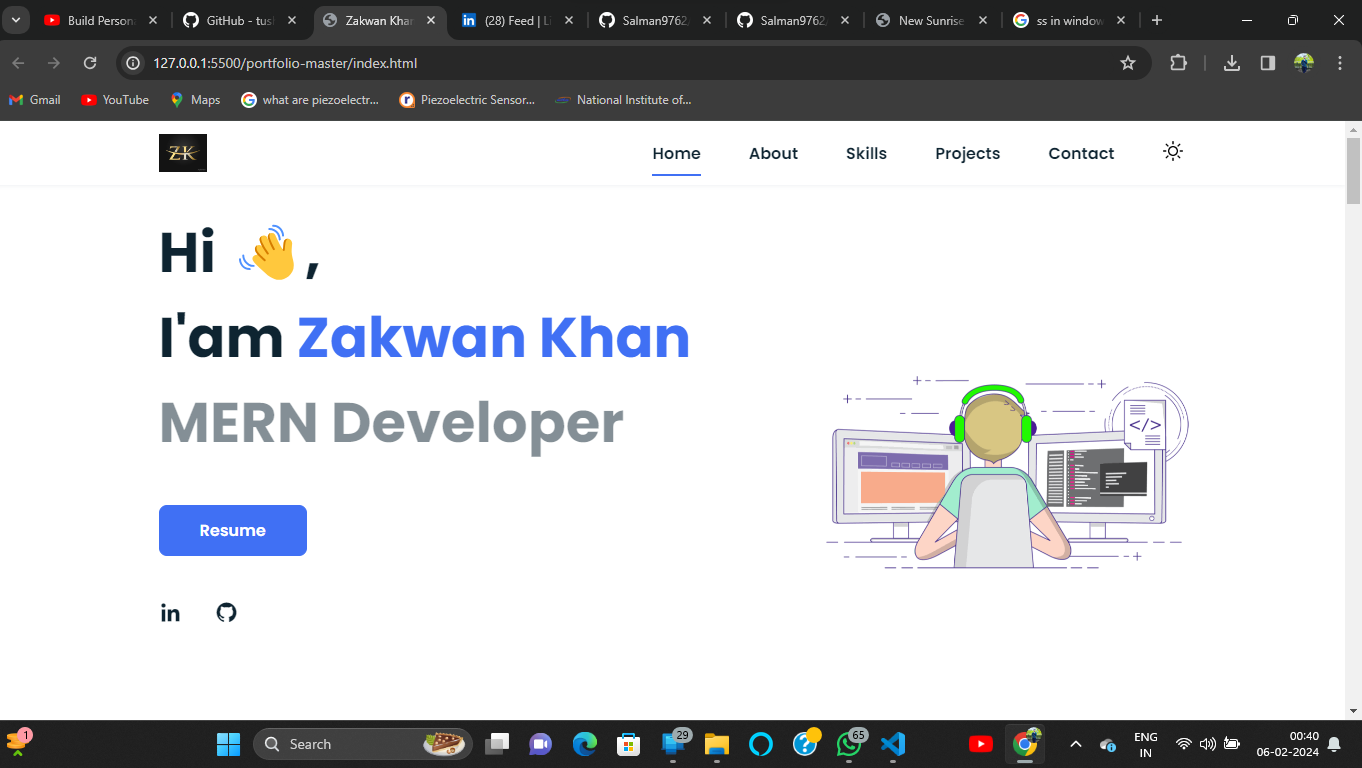 Build Persona
GitHub - tus
Zakwan Khan
(28) Feed | Li
Salman9762/
Salman9762/
New Sunrise
ss in window
127.0.0.1:5500/portfolio-master/index.html
Gmail
YouTube
Maps
what are piezoelectr...
Piezoelectric Sensor...
National Institute of...
ZK
Home
About
Skills
Projects
Contact
Hi 👋,
I'am Zakwan Khan
MERN Developer
</>
Resume
in
1
Search
29
65
ENG
IN
00:40
06-02-2024